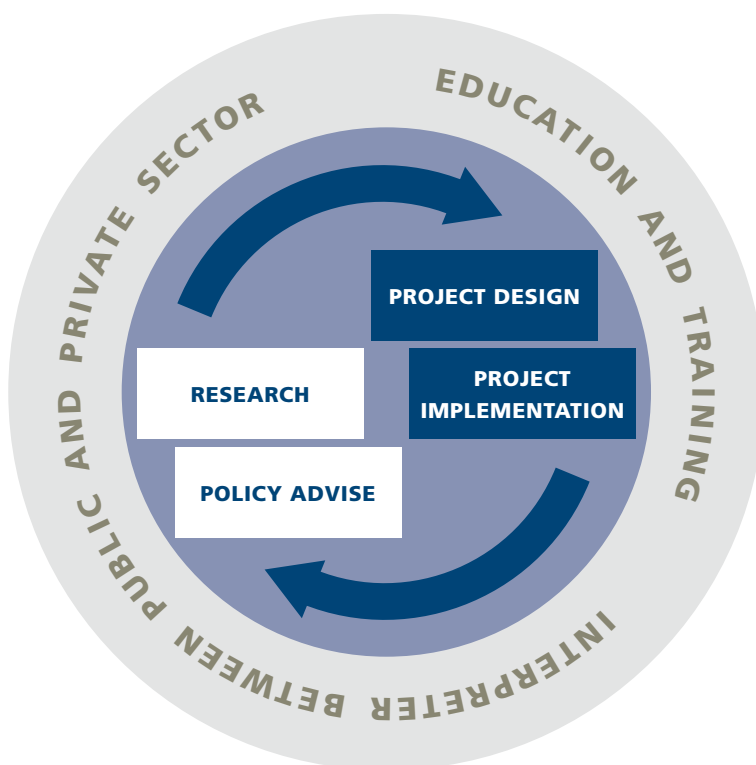 EDUCATION AND TRAINING
INTERPRETER BETWEEN PUBLIC AND PRIVATE SECTOR
PROJECT DESIGN
PROJECT
IMPLEMENTATION
RESEARCH
POLICY ADVISE